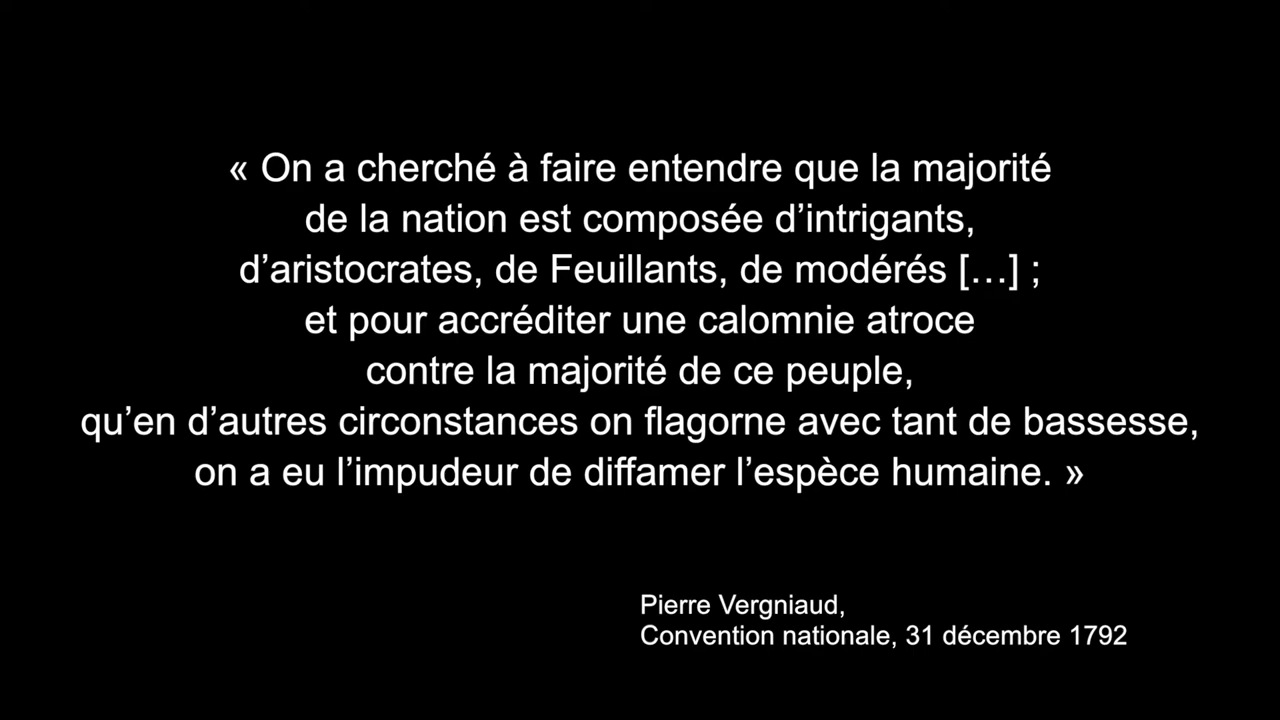 « On a cherché à faire entendre que la majorité
de la nation est composée d’intrigants,
d’aristocrates, de Feuillants, de modérés […] ;
et pour accréditer une calomnie atroce
contre la majorité de ce peuple,
qu’en d’autres circonstances on flagorne avec tant de bassesse,
on a eu l’impudeur de diffamer l’espèce humaine. »
Pierre Vergniaud,
Convention nationale, 31 décembre 1792